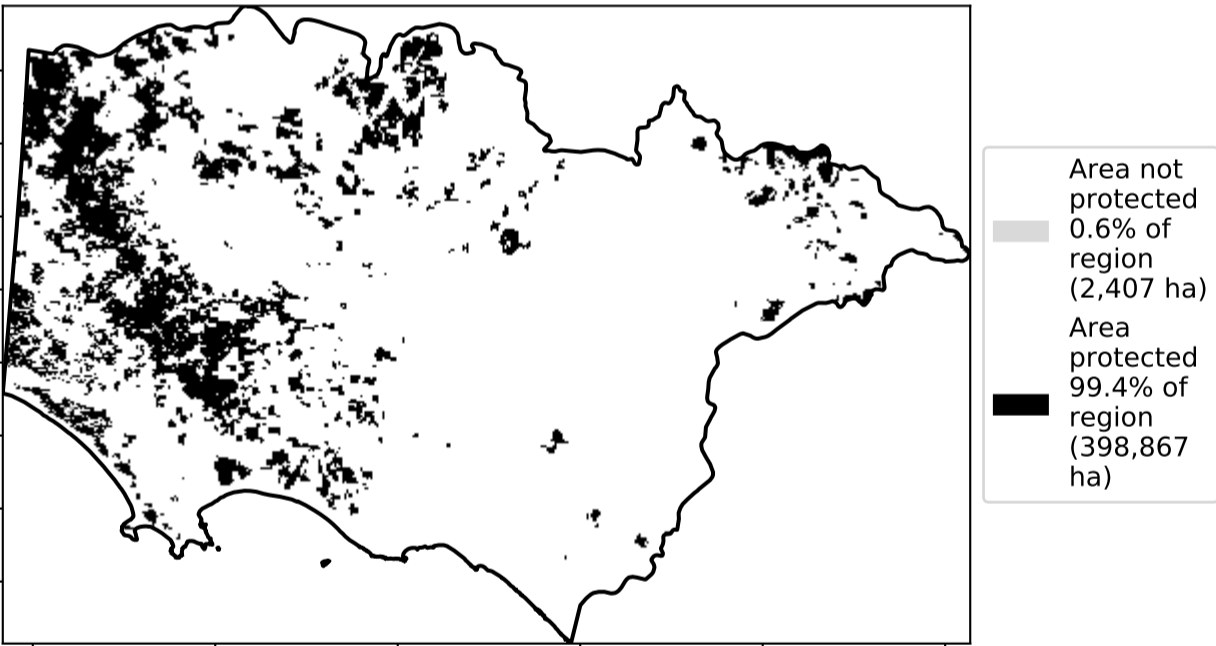 Area not
protected
0.6% of
region
(2,407 ha)
Area
protected
99.4% of
region
(398,867
ha)